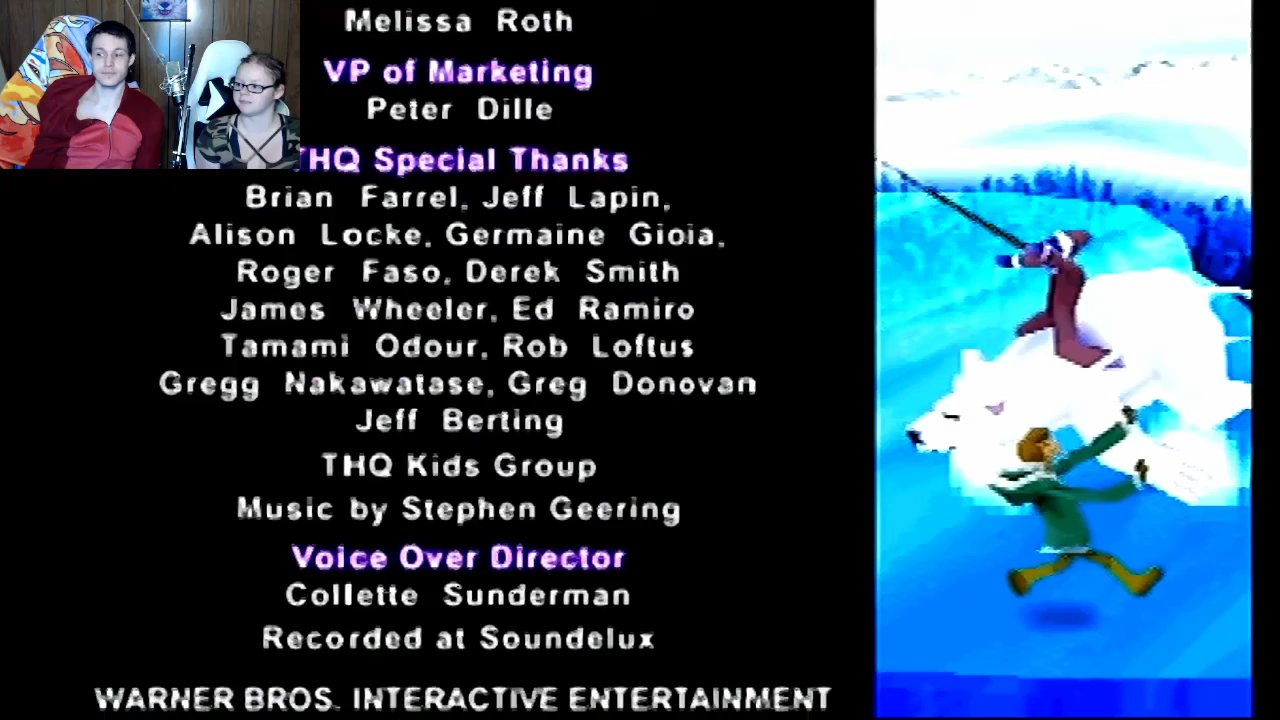 Melissa Roth
VP of Marketing
Peter Dille
THQ Special Thanks
Brian Farrel, Jeff Lapin,
Alison Locke, Germaine Gioia,
Roger Faso, Derek Smith
James Wheeler, Ed Ramiro
Tamami Odour, Rob Loftus
Gregg Nakawatase, Greg Donovan
Jeff Berting
THQ Kids Group
Music by Stephen Geering
Voice Over Director
Collette Sunderman
Recorded at Soundelux
WARNER BROS. INTERACTIVE ENTERTAINMENT